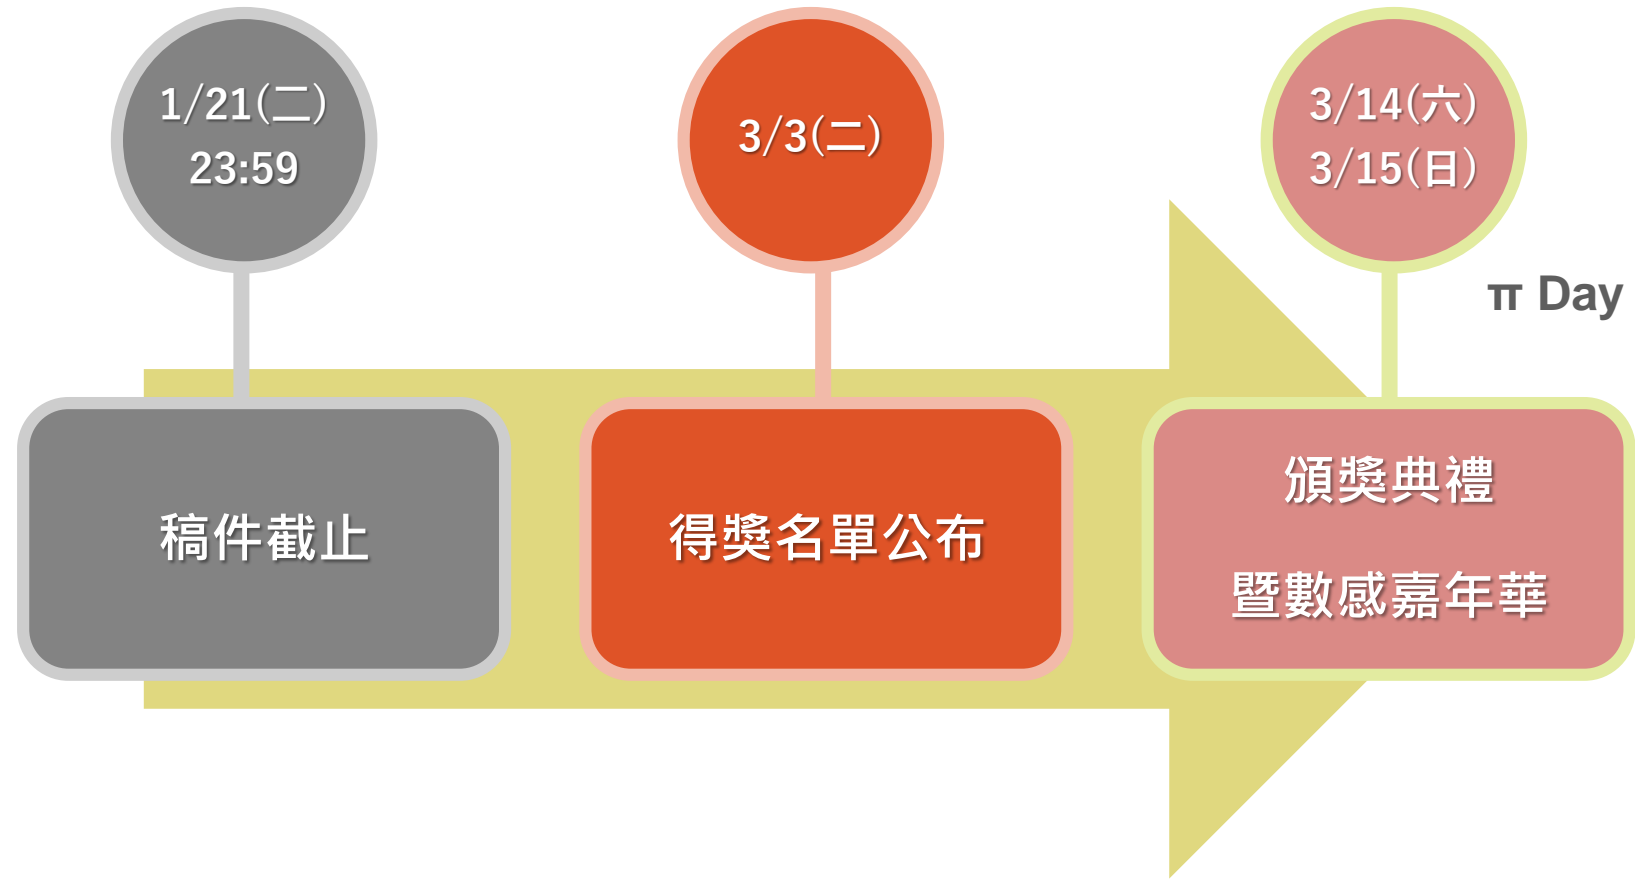 1/21(二)
23:59
3/3(二)
3/14(六)
3/15(日)
π Day
稿件截止
得獎名單公布
頒獎典禮
暨數感嘉年華